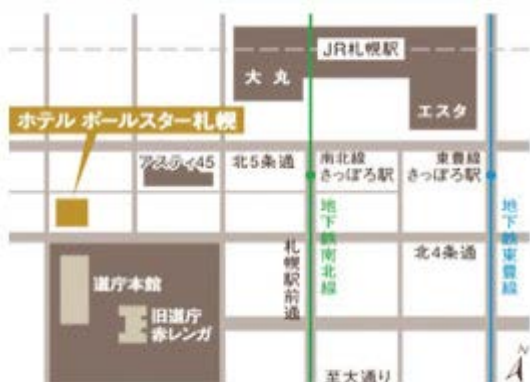 JR札幌駅
大丸
エスタ
ホテル ポールスター札幌
アスティ45
北5条通
南北線
さっぽろ駅
東豊線
さっぽろ駅
地下鉄南北線
地下鉄東豊線
札幌駅前通
北4条通
道庁本館
旧道庁
赤レンガ
至大通り
N